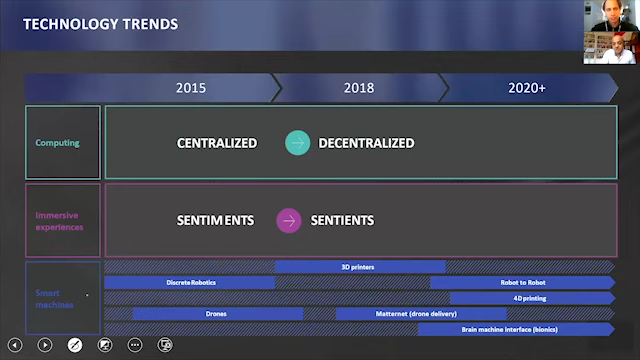 TECHNOLOGY TRENDS
2015
2018
2020+
Computing
CENTRALIZED
DECENTRALIZED
Immersive
experiences
SENTIMENTS
SENTIENTS
Smart
machines
3D printers
Discrete Robotics
Robot to Robot
4D printing
Drones
Matternet (drone delivery)
Brain machine interface (bionics)